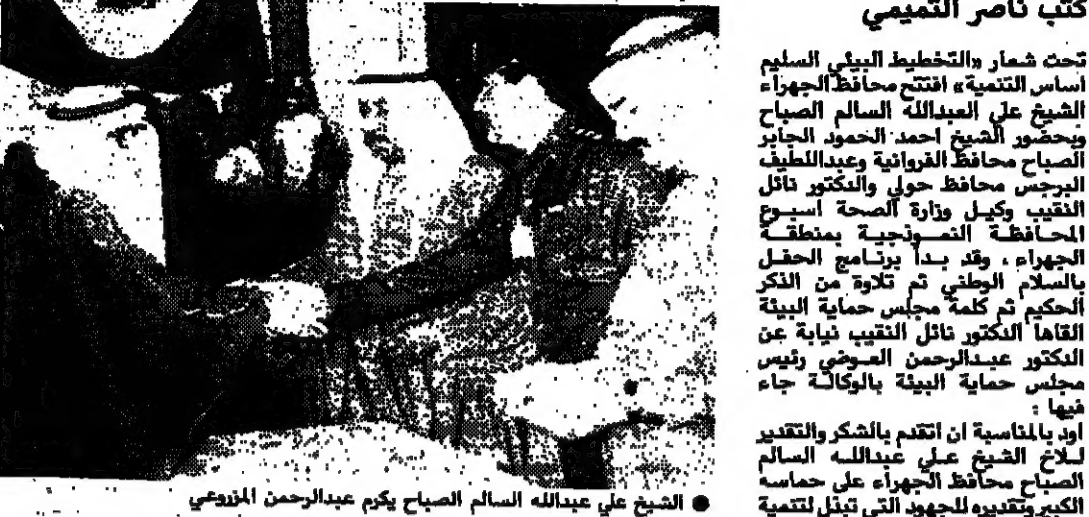 كتب ناصر التميمي
تحت شعار «التخطيط البيئي السليم
اساس التنمية» افتتح محافظ الجهراء
الشيخ علي العبدالله السالم الصباح
وبحضور الشيخ احمد الحمود الجابر
الصباح محافظ الفروانية وعبداللطيف
البرجس محافظ حولي والدكتور نائل
النقيب وكيل وزارة الصحة اسبوع
المحافظة النموذجية بمنطقة
الجهراء . وقد بدأ برنامج الحفل
بالسلام الوطني ثم تلاوة من الذكر
الحكيم ثم كلمة مجلس حماية البيئة
القاها الدكتور نائل النقيب نيابة عن
الدكتور عبدالرحمن العوضي رئيس
مجلس حماية البيئة بالوكالة جاء
فيها :
اود بالمناسبة ان اتقدم بالشكر والتقدير
للاخ الشيخ علي عبدالله السالم
الصباح محافظ الجهراء على حماسه
الكبير وتقديره للجهود التي تبذل لتنمية
● الشيخ علي عبدالله السالم الصباح يكرم عبدالرحمن المزروعي